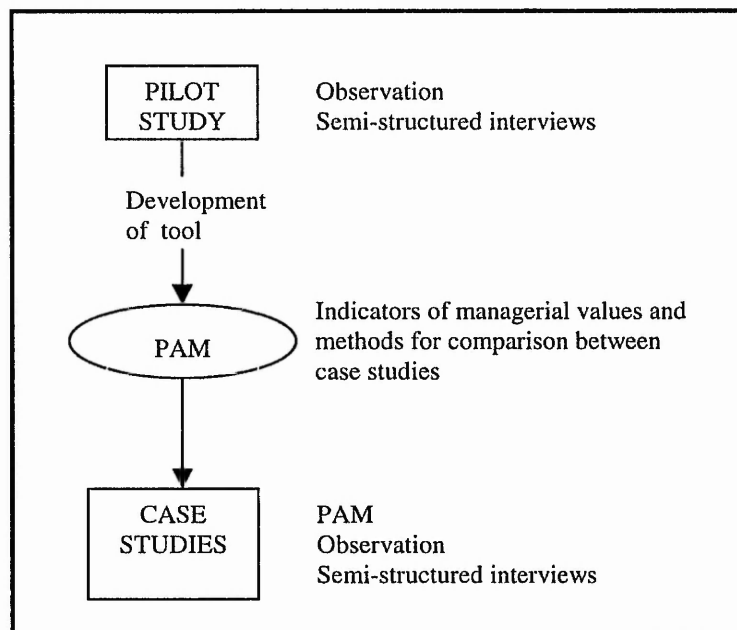 PILOT
STUDY
Observation
Semi-structured interviews
Development
of tool
PAM
Indicators of managerial values and
methods for comparison between
case studies
CASE
STUDIES
PAM
Observation
Semi-structured interviews